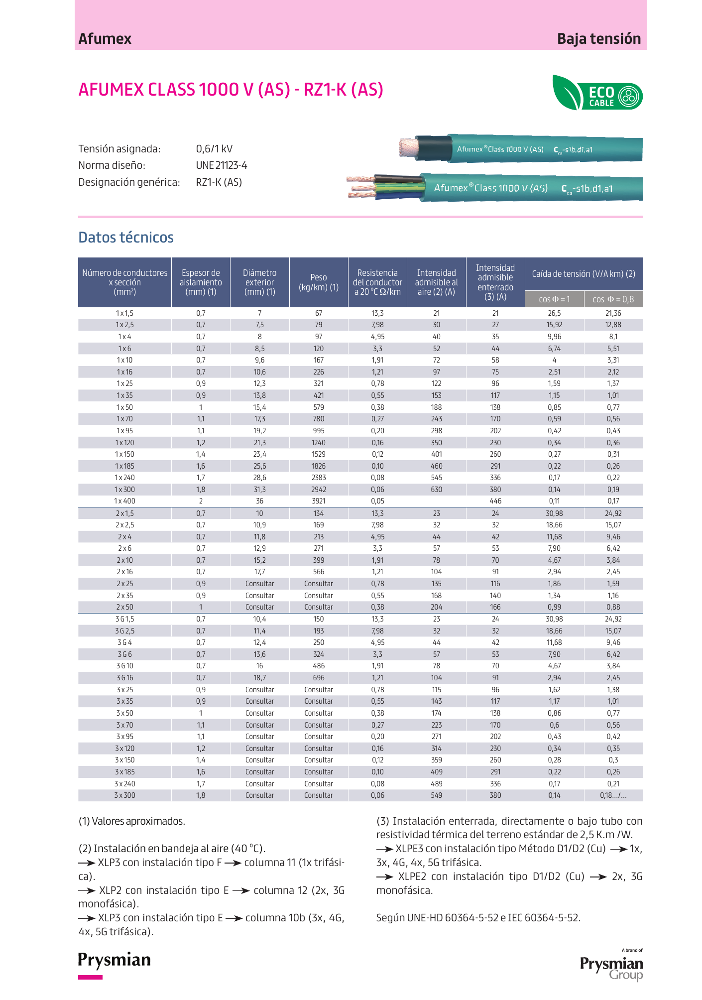 Afumex
Baja tensión
AFUMEX CLASS 1000 V (AS) - RZ1-K (AS)
ECO
CABLE
Tensión asignada: 0,6/1 kV
Norma diseño: UNE 21123-4
Designación genérica: RZ1-K (AS)
Afumex® Class 1000 V (AS) Cca-s1b,d1,a1
Afumex® Class 1000 V (AS) Cca-s1b,d1,a1
Datos técnicos
Número de conductores
x sección
(mm²)
Espesor de
aislamiento
(mm) (1)
Diámetro
exterior
(mm) (1)
Peso
(kg/km) (1)
Resistencia
del conductor
a 20 °C Ω/km
Intensidad
admisible al
aire (2) (A)
Intensidad
admisible
enterrado
(3) (A)
Caída de tensión (V/A km) (2)
cos Φ = 1
cos Φ = 0,8
1 x 1,5 0,7 7 67 13,3 21 21 26,5 21,36
1 x 2,5 0,7 7,5 79 7,98 30 27 15,92 12,88
1 x 4 0,7 8 97 4,95 40 35 9,96 8,1
1 x 6 0,7 8,5 120 3,3 52 44 6,74 5,51
1 x 10 0,7 9,6 167 1,91 72 58 4 3,31
1 x 16 0,7 10,6 226 1,21 97 75 2,51 2,12
1 x 25 0,9 12,3 321 0,78 122 96 1,59 1,37
1 x 35 0,9 13,8 421 0,55 153 117 1,15 1,01
1 x 50 1 15,4 579 0,38 188 138 0,85 0,77
1 x 70 1,1 17,3 780 0,27 243 170 0,59 0,56
1 x 95 1,1 19,2 995 0,20 298 202 0,42 0,43
1 x 120 1,2 21,3 1240 0,16 350 230 0,34 0,36
1 x 150 1,4 23,4 1529 0,12 401 260 0,27 0,31
1 x 185 1,6 25,6 1826 0,10 460 291 0,22 0,26
1 x 240 1,7 28,6 2383 0,08 545 336 0,17 0,22
1 x 300 1,8 31,3 2942 0,06 630 380 0,14 0,19
1 x 400 2 36 3921 0,05 446 0,11 0,17
2 x 1,5 0,7 10 134 13,3 23 24 30,98 24,92
2 x 2,5 0,7 10,9 169 7,98 32 32 18,66 15,07
2 x 4 0,7 11,8 213 4,95 44 42 11,68 9,46
2 x 6 0,7 12,9 271 3,3 57 53 7,90 6,42
2 x 10 0,7 15,2 399 1,91 78 70 4,67 3,84
2 x 16 0,7 17,7 566 1,21 104 91 2,94 2,45
2 x 25 0,9 Consultar Consultar 0,78 135 116 1,86 1,59
2 x 35 0,9 Consultar Consultar 0,55 168 140 1,34 1,16
2 x 50 1 Consultar Consultar 0,38 204 166 0,99 0,88
3 G 1,5 0,7 10,4 150 13,3 23 24 30,98 24,92
3 G 2,5 0,7 11,4 193 7,98 32 32 18,66 15,07
3 G 4 0,7 12,4 250 4,95 44 42 11,68 9,46
3 G 6 0,7 13,6 324 3,3 57 53 7,90 6,42
3 G 10 0,7 16 486 1,91 78 70 4,67 3,84
3 G 16 0,7 18,7 696 1,21 104 91 2,94 2,45
3 x 25 0,9 Consultar Consultar 0,78 115 96 1,62 1,38
3 x 35 0,9 Consultar Consultar 0,55 143 117 1,17 1,01
3 x 50 1 Consultar Consultar 0,38 174 138 0,86 0,77
3 x 70 1,1 Consultar Consultar 0,27 223 170 0,6 0,56
3 x 95 1,1 Consultar Consultar 0,20 271 202 0,43 0,42
3 x 120 1,2 Consultar Consultar 0,16 314 230 0,34 0,35
3 x 150 1,4 Consultar Consultar 0,12 359 260 0,28 0,3
3 x 185 1,6 Consultar Consultar 0,10 409 291 0,22 0,26
3 x 240 1,7 Consultar Consultar 0,08 489 336 0,17 0,21
3 x 300 1,8 Consultar Consultar 0,06 549 380 0,14 0,18.../...
(1) Valores aproximados.
(2) Instalación en bandeja al aire (40 °C).
→ XLP3 con instalación tipo F → columna 11 (1x trifási-
ca).
→ XLP2 con instalación tipo E → columna 12 (2x, 3G
monofásica).
→ XLP3 con instalación tipo E → columna 10b (3x, 4G,
4x, 5G trifásica).
(3) Instalación enterrada, directamente o bajo tubo con
resistividad térmica del terreno estándar de 2,5 K.m /W.
→ XLPE3 con instalación tipo Método D1/D2 (Cu) → 1x,
3x, 4G, 4x, 5G trifásica.
→ XLPE2 con instalación tipo D1/D2 (Cu) → 2x, 3G
monofásica.
Según UNE-HD 60364-5-52 e IEC 60364-5-52.
Prysmian
A brand of
Prysmian
Group